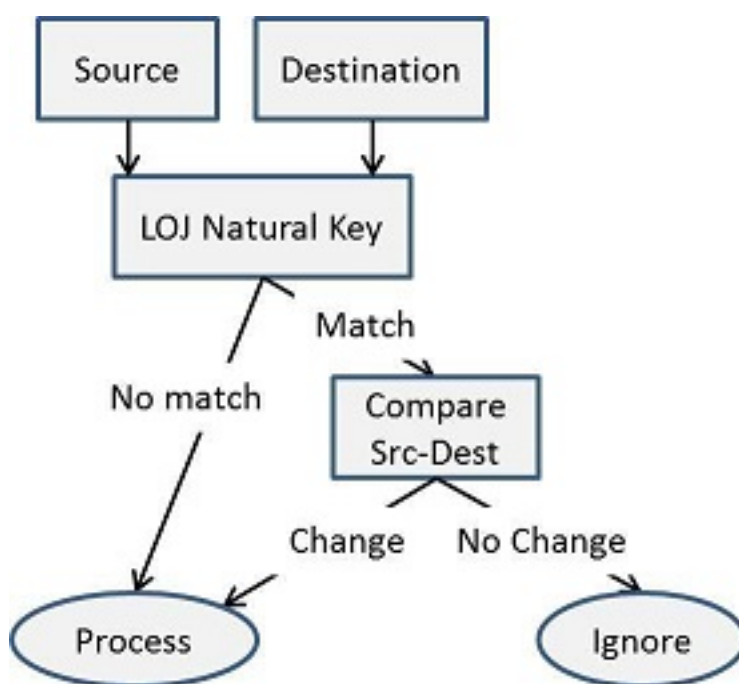 Source
Destination
LOJ Natural Key
Match
No match
Compare
Src-Dest
Change
No Change
Process
Ignore